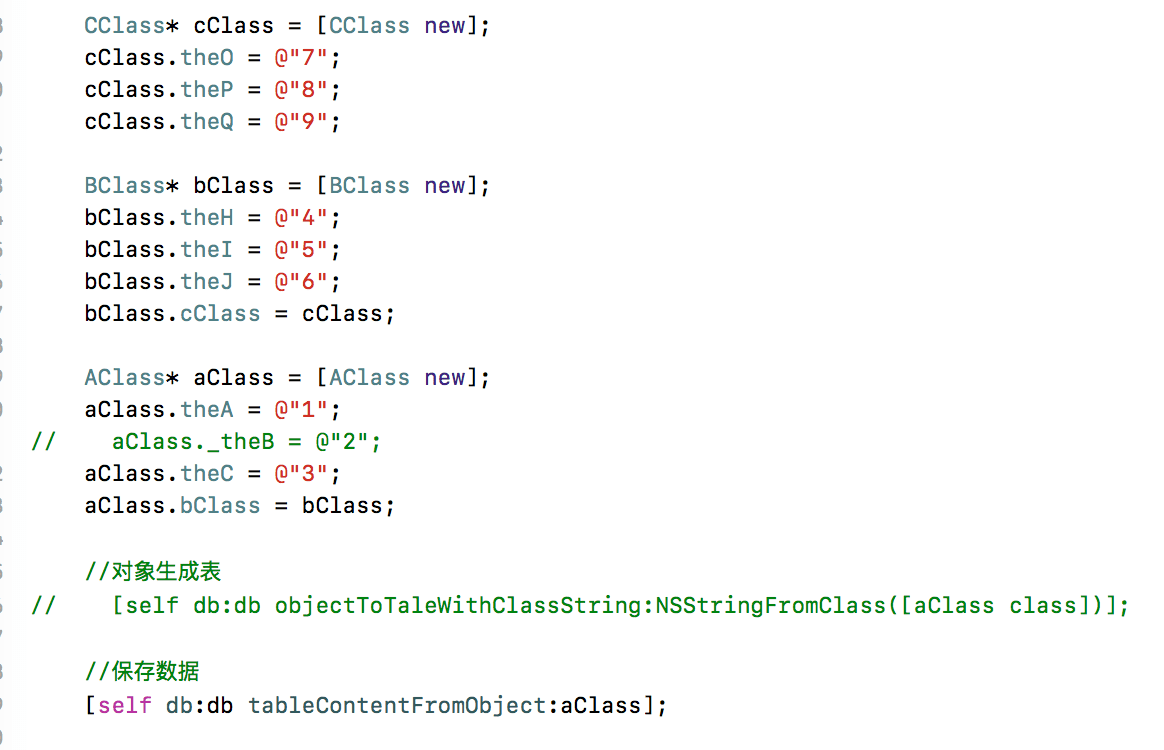 CClass* cClass = [CClass new];
cClass.theO = @"7";
cClass.theP = @"8";
cClass.theQ = @"9";
BClass* bClass = [BClass new];
bClass.theH = @"4";
bClass.theI = @"5";
bClass.theJ = @"6";
bClass.cClass = cClass;
AClass* aClass = [AClass new];
aClass.theA = @"1";
//    aClass._theB = @"2";
aClass.theC = @"3";
aClass.bClass = bClass;
//对象生成表
//    [self db:db objectToTaleWithClassString:NSStringFromClass([aClass class])];
//保存数据
[self db:db tableContentFromObject:aClass];